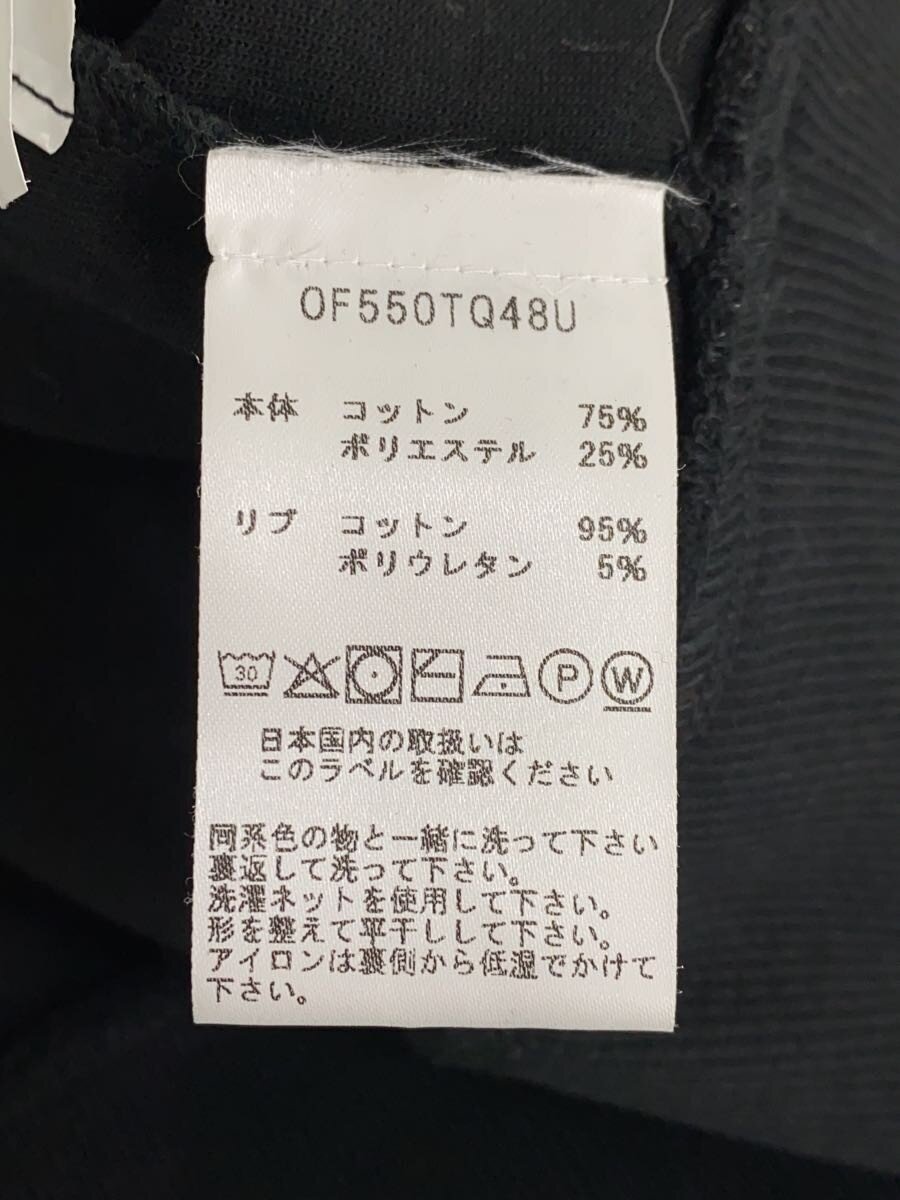 OF550TQ48U
本体 コットン 75%
ポリエステル 25%
リブ コットン 95%
ポリウレタン 5%
30 P W
日本国内の取扱いは
このラベルを確認ください
同系色の物と一緒に洗って下さい
裏返して洗って下さい。
洗濯ネットを使用して下さい。
形を整えて平干しして下さい。
アイロンは裏側から低温でかけて
下さい。